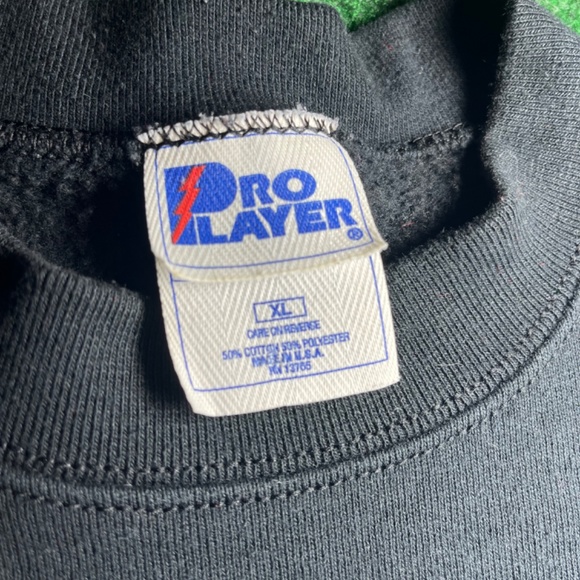 PRO
PLAYER®
XL
CARE ON REVERSE
50% COTTON 50% POLYESTER
MADE IN U.S.A.
RN 13765